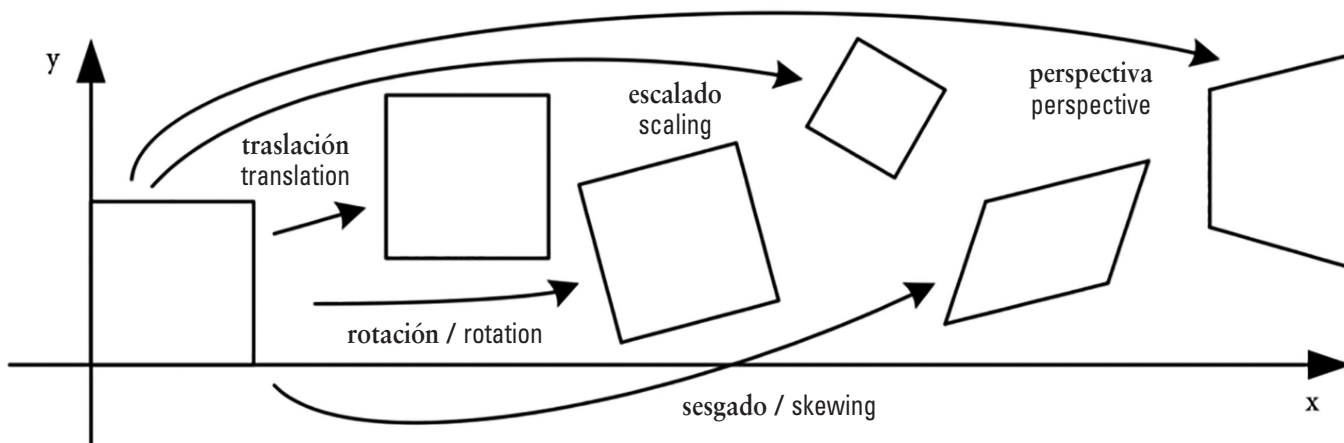 y
traslación
translation
escalado
scaling
perspectiva
perspective
rotación / rotation
sesgado / skewing
x